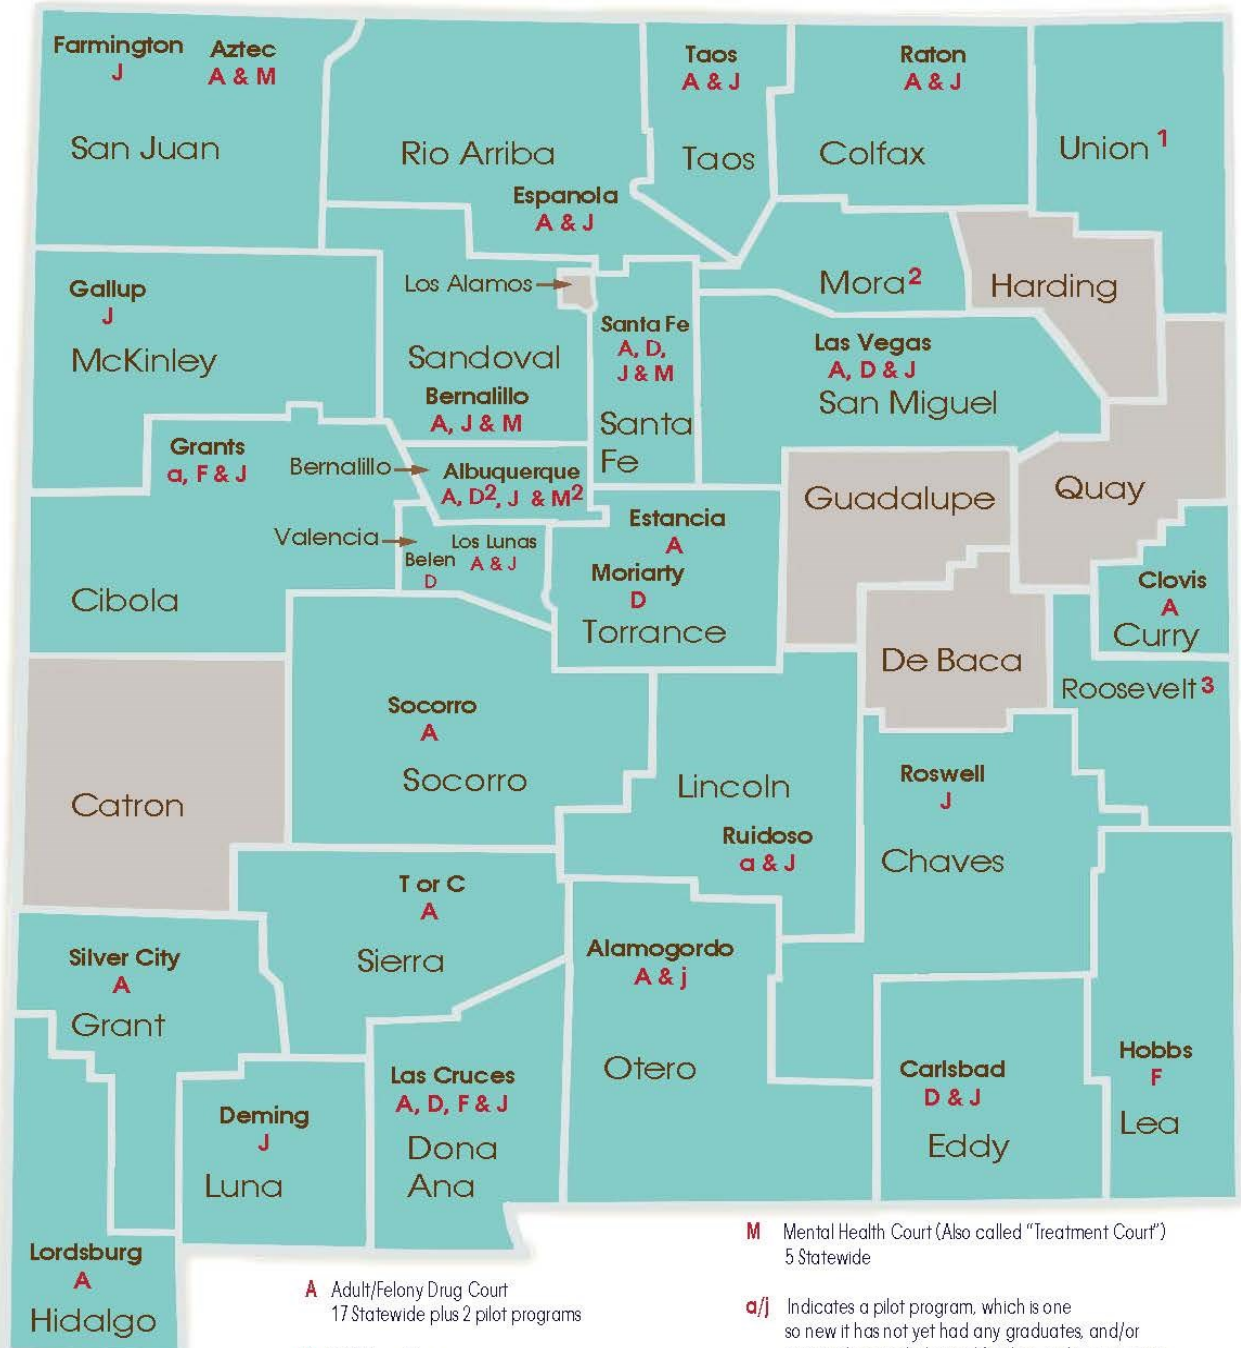 Farmington
J
Aztec
A & M
San Juan
Rio Arriba
Espanola
A & J
Taos
A & J
Taos
Raton
A & J
Colfax
Union 1
Gallup
J
McKinley
Los Alamos
Sandoval
Bernalillo
A, J & M
Santa Fe
A, D,
J & M
Santa
Fe
Mora2
Harding
Las Vegas
A, D & J
San Miguel
Grants
a, F & J
Cibola
Bernalillo
Albuquerque
A, D2, J & M2
Valencia
Belen
D
Los Lunas
A & J
Estancia
A
Moriarty
D
Torrance
Guadalupe
Quay
Clovis
A
Curry
De Baca
Roosevelt3
Catron
Socorro
A
Socorro
Lincoln
Ruidoso
a & J
Roswell
J
Chaves
T or C
A
Sierra
Silver City
A
Grant
Alamogordo
A & j
Otero
Las Cruces
A, D, F & J
Dona
Ana
Deming
J
Luna
Carlsbad
D & J
Eddy
Hobbs
F
Lea
Lordsburg
A
Hidalgo
A Adult/Felony Drug Court
17 Statewide plus 2 pilot programs
M Mental Health Court (Also called "Treatment Court")
5 Statewide
a/j Indicates a pilot program, which is one
so new it has not yet had any graduates, and/or